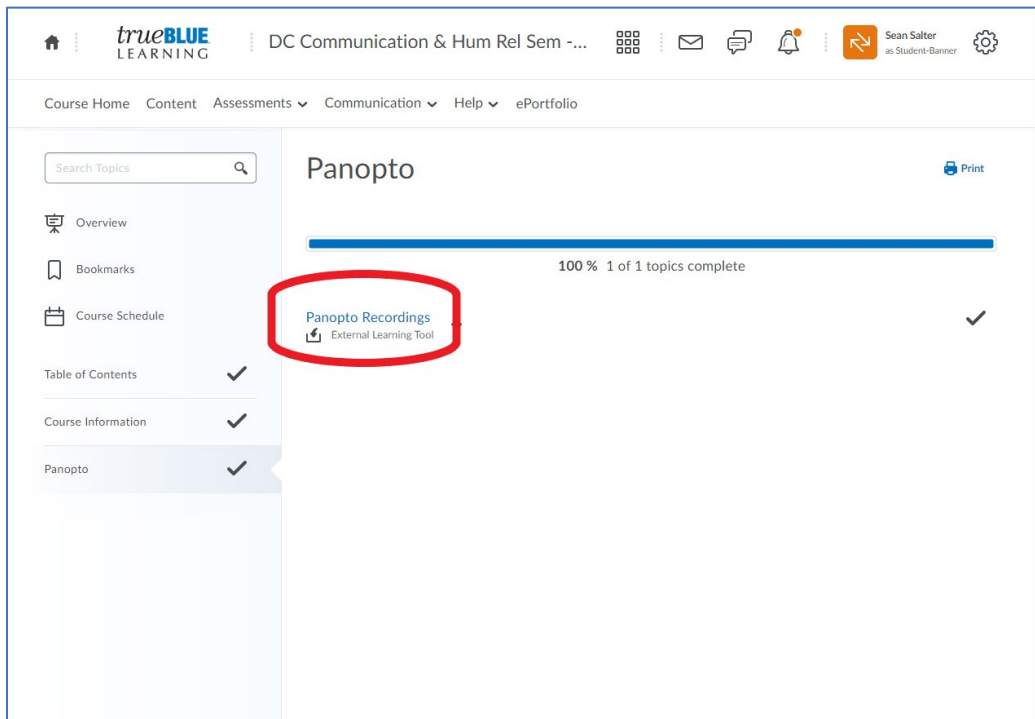 trueBLUE
LEARNING
DC Communication & Hum Rel Sem -...
Sean Salter
as Student-Banner
Course Home Content Assessments Communication Help ePortfolio
Search Topics
Panopto
Print
Overview
Bookmarks
Course Schedule
Table of Contents
Course Information
Panopto
100 % 1 of 1 topics complete
Panopto Recordings
External Learning Tool